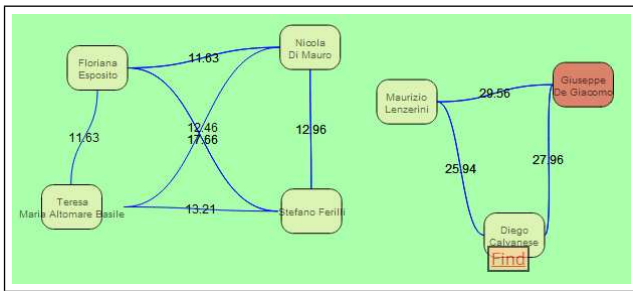 Nicola
Di Mauro
Floriana
Esposito
11.63
Giuseppe
De Giacomo
Maurizio
Lenzerini
29.56
12.46
17.66
12.96
11.63
25.94
27.96
Teresa
Maria Altomare Basile
13.21
Stefano Ferilli
Diego
Calvanese
Find